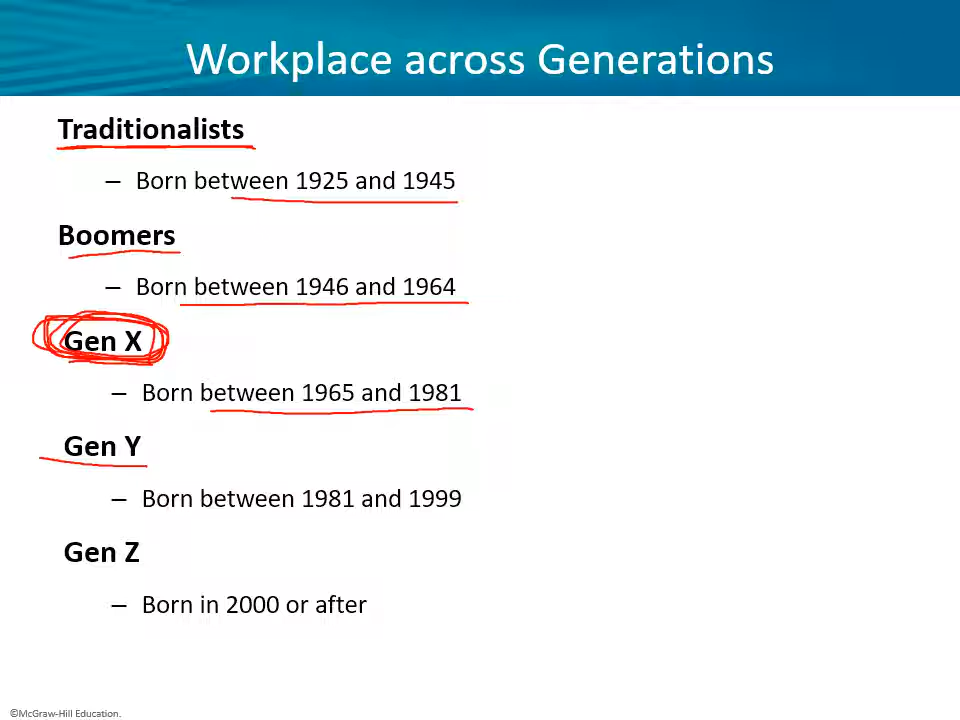 Workplace across Generations
Traditionalists
– Born between 1925 and 1945
Boomers
– Born between 1946 and 1964
Gen X
– Born between 1965 and 1981
Gen Y
– Born between 1981 and 1999
Gen Z
– Born in 2000 or after
©McGraw-Hill Education.